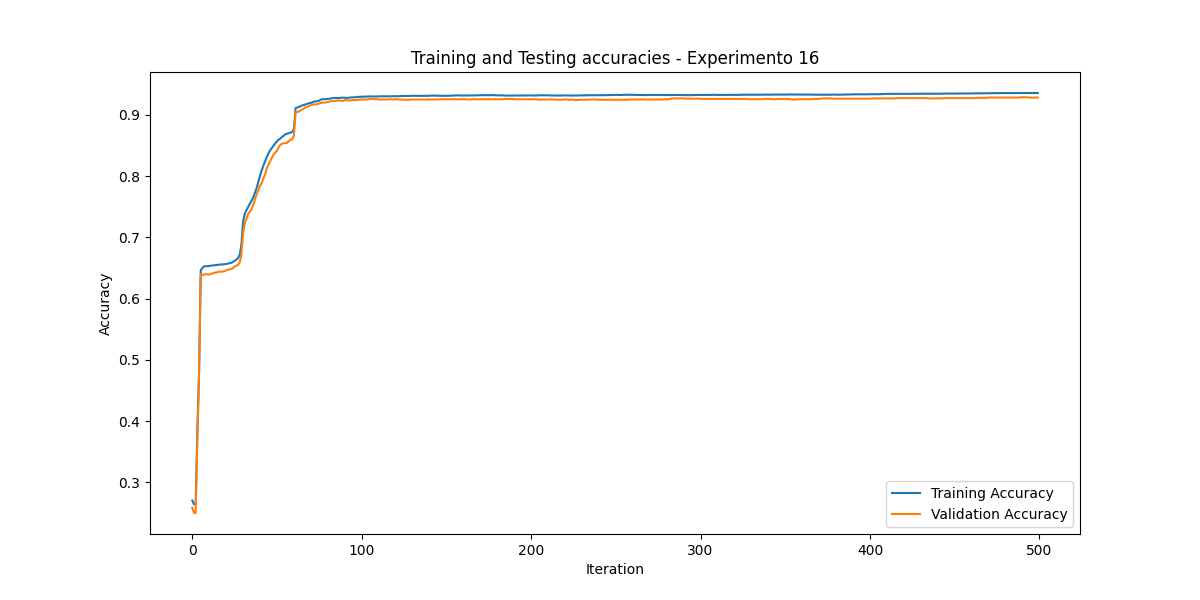 Training and Testing accuracies - Experimento 16
Accuracy
0.9
0.8
0.7
0.6
0.5
0.4
0.3
Training Accuracy
Validation Accuracy
0 100 200 300 400 500
Iteration